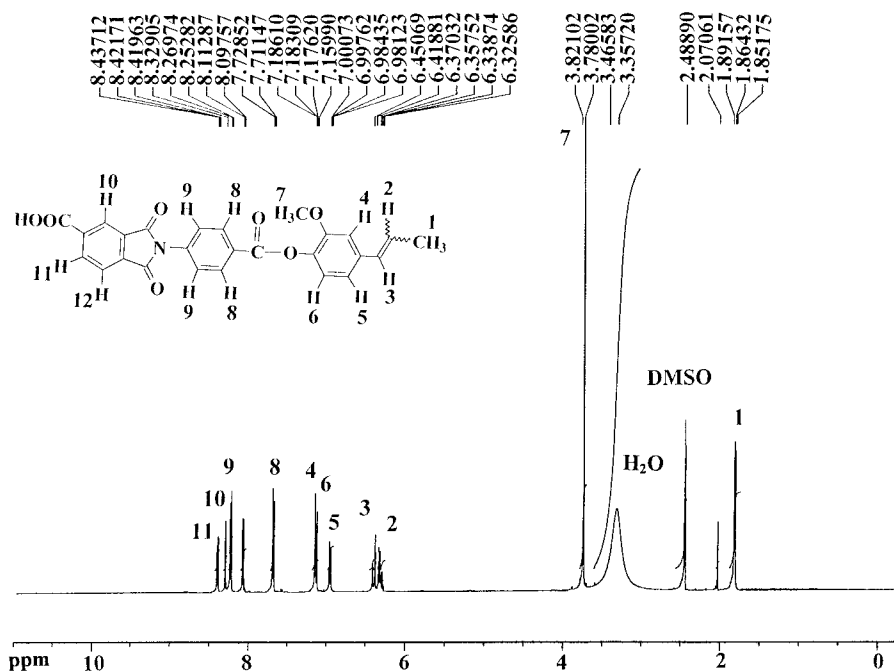 8.43712 8.42171 8.41963 8.32905 8.26974 8.25282 8.11287 8.09757 7.72852 7.71147 7.18610 7.18309 7.17620 7.15990 7.00073 6.99762 6.98435 6.98123 6.45069 6.41881 6.37032 6.35752 6.33874 6.32586 3.82102 3.78002 3.46583 3.35720 2.48890 2.07061 1.89157 1.86432 1.85175
7
10 9 8 7 4 2
H H H O H₃CO H H 1
HOOC O C CH₃
N O
11 H O H H H H H
12 9 8 6 5 3
DMSO
1
H₂O
9 8 4 6
10 3 2
11 5
ppm 10 8 6 4 2 0